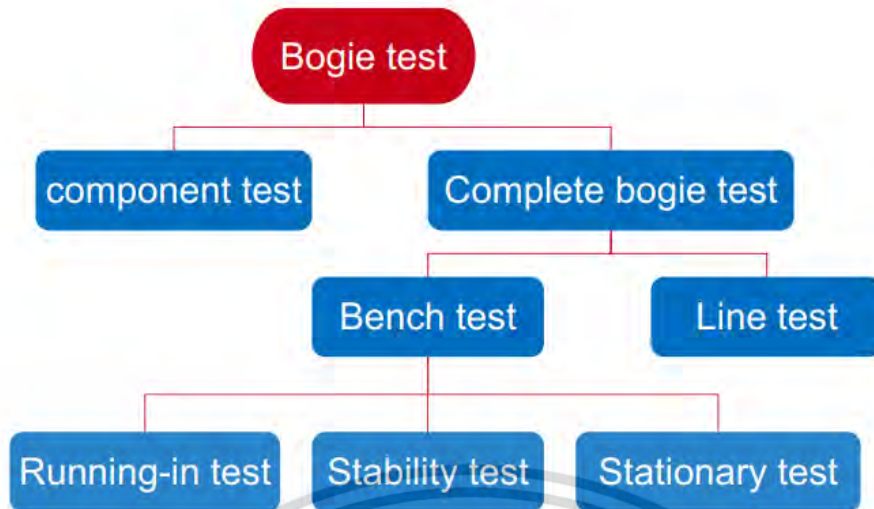 Bogie test
component test
Complete bogie test
Bench test
Line test
Running-in test
Stability test
Stationary test